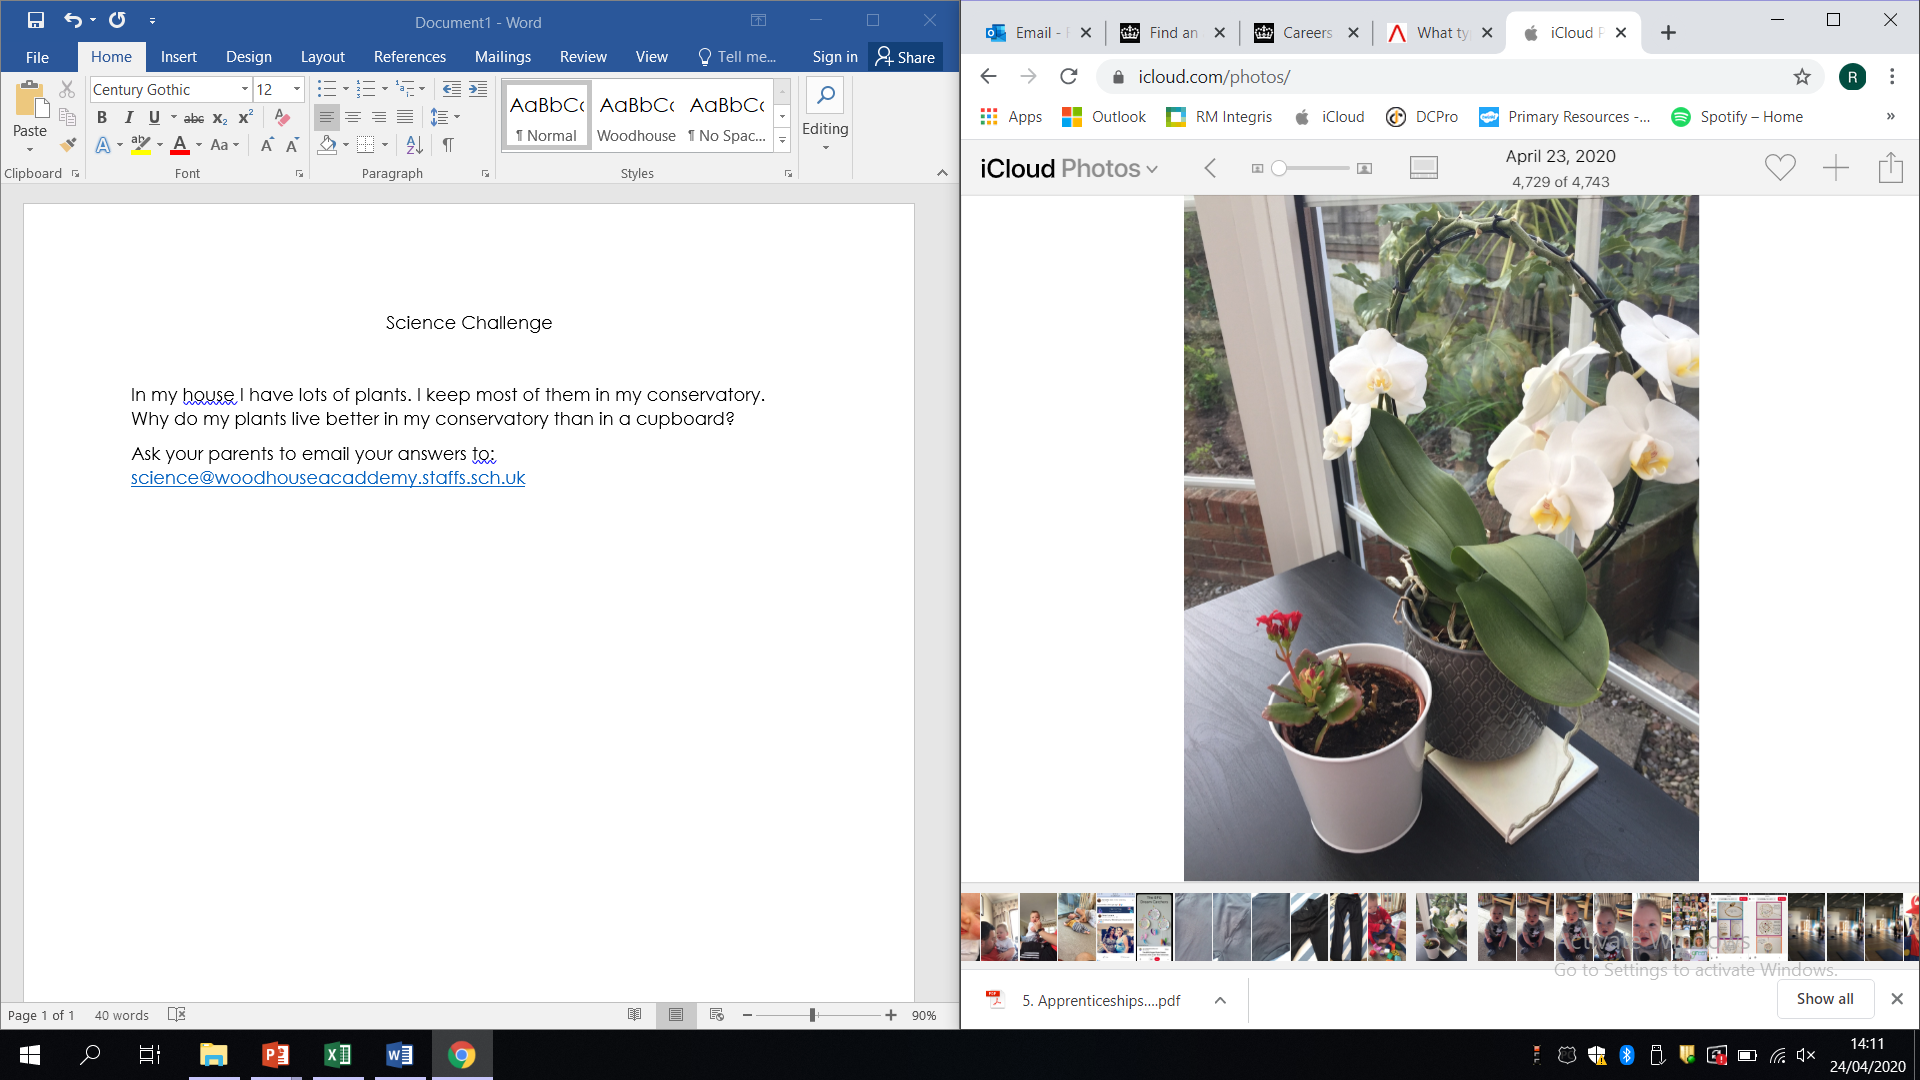 Document1 - Word
File
Home
Insert
Design
Layout
References
Mailings
Review
View
Tell me...
Sign in
Share
Paste
Clipboard
Century Gothic
12
Font
Paragraph
AaBbCc
¶ Normal
AaBbCc
Woodhouse
AaBbCc
¶ No Spac...
Styles
Editing
Science Challenge
In my house I have lots of plants. I keep most of them in my conservatory.
Why do my plants live better in my conservatory than in a cupboard?
Ask your parents to email your answers to:
science@woodhouseacaddemy.staffs.sch.uk
Page 1 of 1
40 words
90%
Email -
Find an
Careers
What ty
iCloud P
icloud.com/photos/
R
Apps
Outlook
RM Integris
iCloud
DCPro
Primary Resources -...
Spotify – Home
»
iCloud Photos
April 23, 2020
4,729 of 4,743
Activate Windows
Go to Settings to activate Windows.
5. Apprenticeships....pdf
Show all
14:11
24/04/2020